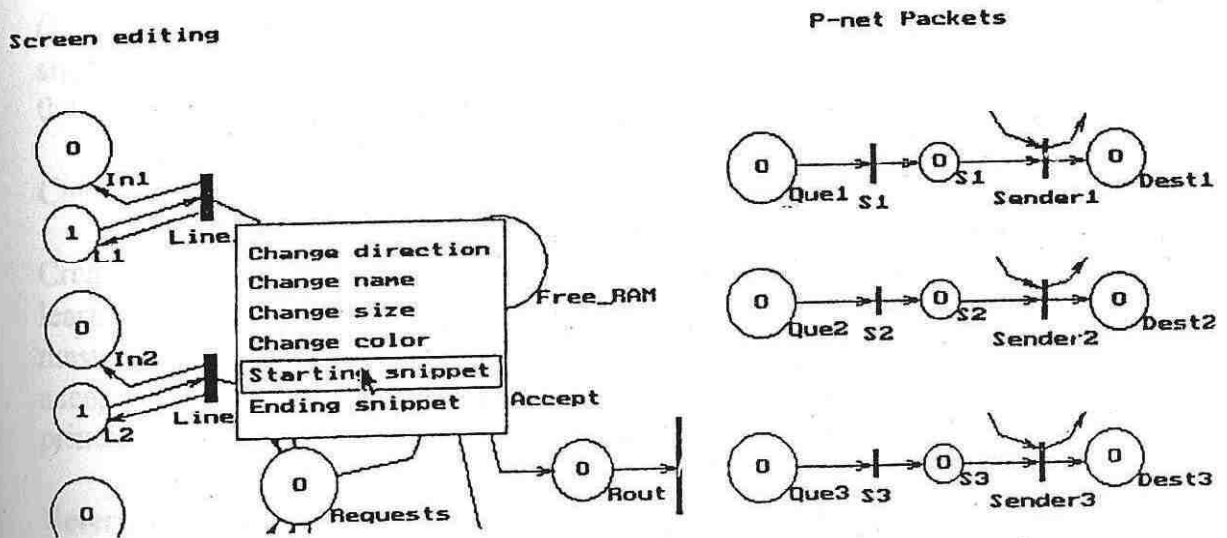 Screen editing
P-net Packets
0
In1
1
L1
Line
0
In2
1
L2
Line
0
Change direction
Change name
Change size
Change color
Starting snippet
Ending snippet
Free_RAM
Accept
0
Requests
0
Rout
0
Que1
S1
0
S1
Sender1
0
Dest1
0
Que2
S2
0
S2
Sender2
0
Dest2
0
Que3
S3
0
S3
Sender3
0
Dest3